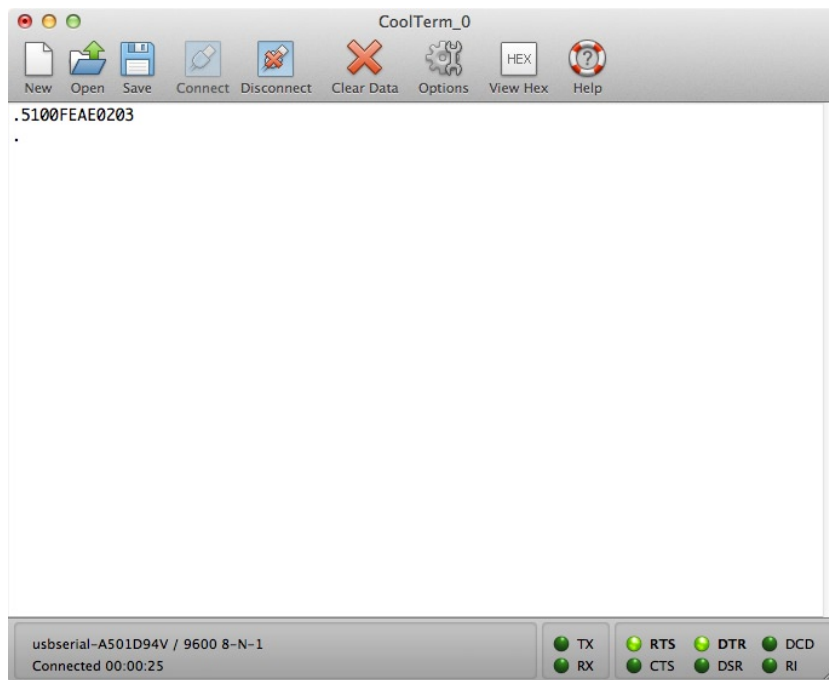 CoolTerm_0
New Open Save Connect Disconnect Clear Data Options HEX View Hex ? Help
.5100FEAE0203
.
usbserial-A501D94V / 9600 8-N-1
Connected 00:00:25
TX RTS DTR DCD
RX CTS DSR RI